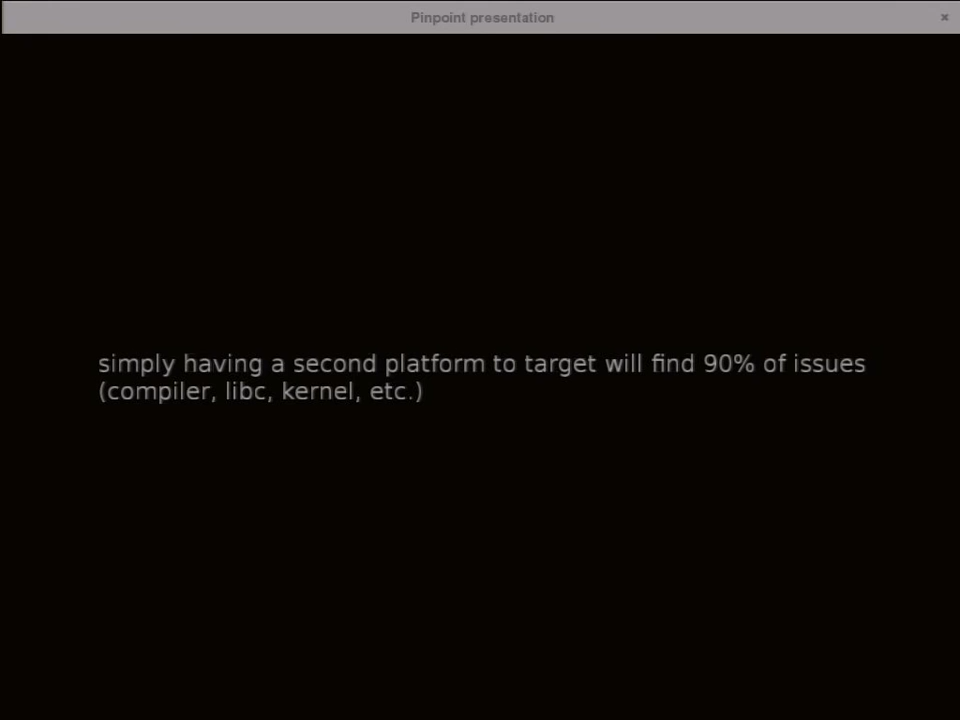 Pinpoint presentation
simply having a second platform to target will find 90% of issues
(compiler, libc, kernel, etc.)